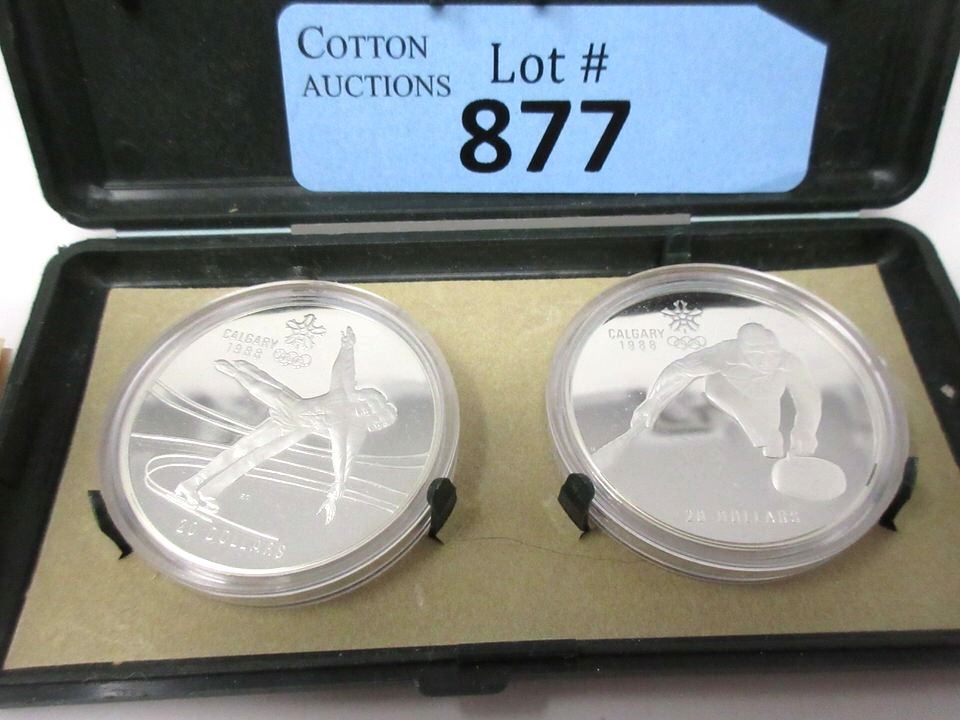 COTTON
AUCTIONS
Lot #
877
CALGARY
1988
20 DOLLARS
CALGARY
1988
20 DOLLARS